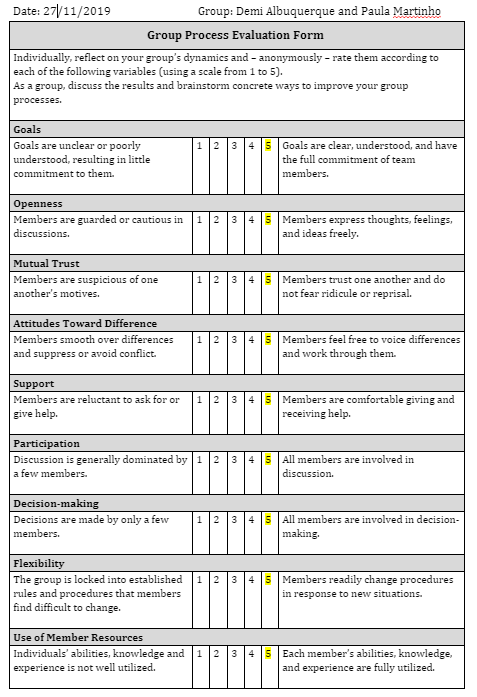 Date: 27/11/2019 Group: Demi Albuquerque and Paula Martinho
Group Process Evaluation Form
Individually, reflect on your group's dynamics and – anonymously – rate them according to
each of the following variables (using a scale from 1 to 5).
As a group, discuss the results and brainstorm concrete ways to improve your group
processes.
Goals
Goals are unclear or poorly
understood, resulting in little
commitment to them.
1 2 3 4 5
Goals are clear, understood, and have
the full commitment of team
members.
Openness
Members are guarded or cautious in
discussions.
1 2 3 4 5
Members express thoughts, feelings,
and ideas freely.
Mutual Trust
Members are suspicious of one
another's motives.
1 2 3 4 5
Members trust one another and do
not fear ridicule or reprisal.
Attitudes Toward Difference
Members smooth over differences
and suppress or avoid conflict.
1 2 3 4 5
Members feel free to voice differences
and work through them.
Support
Members are reluctant to ask for or
give help.
1 2 3 4 5
Members are comfortable giving and
receiving help.
Participation
Discussion is generally dominated by
a few members.
1 2 3 4 5
All members are involved in
discussion.
Decision-making
Decisions are made by only a few
members.
1 2 3 4 5
All members are involved in decision-
making.
Flexibility
The group is locked into established
rules and procedures that members
find difficult to change.
1 2 3 4 5
Members readily change procedures
in response to new situations.
Use of Member Resources
Individuals' abilities, knowledge and
experience is not well utilized.
1 2 3 4 5
Each member's abilities, knowledge,
and experience are fully utilized.